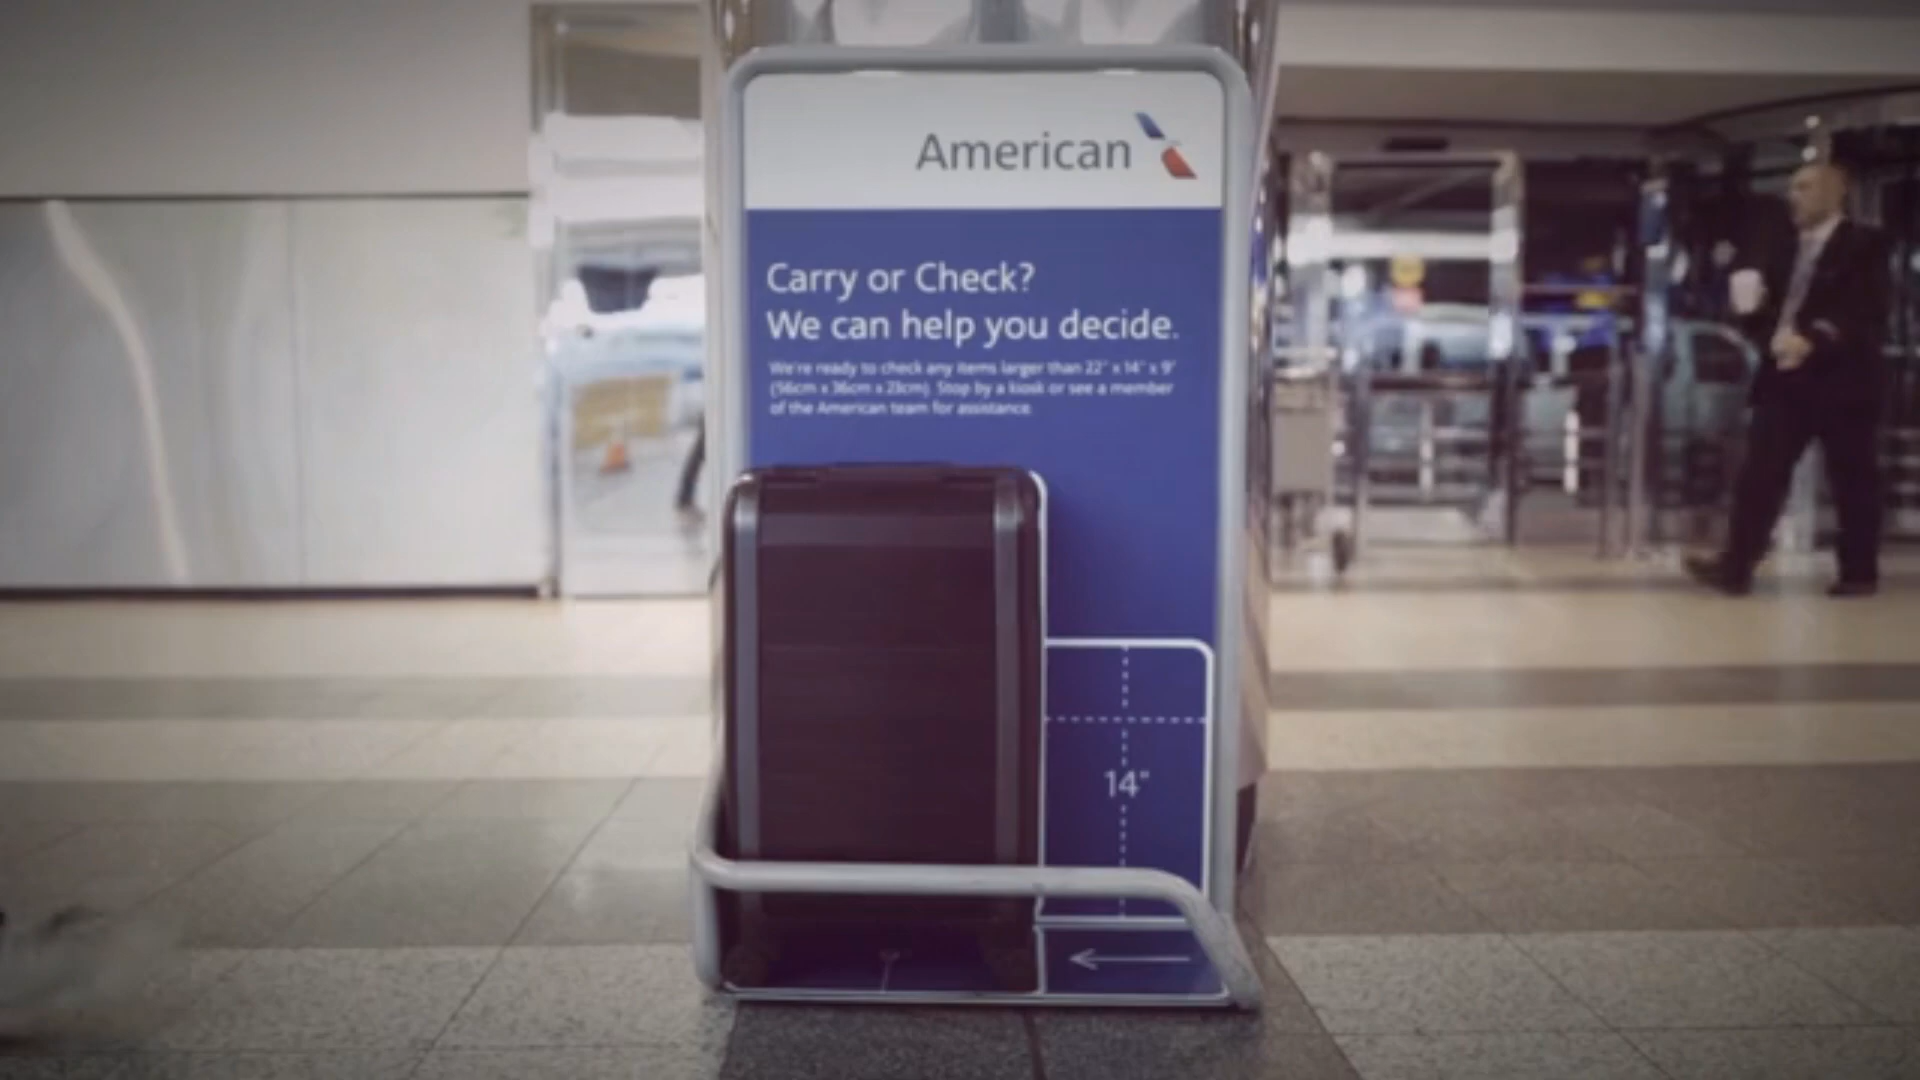 American
Carry or Check?
We can help you decide.
We're ready to check any items larger than 22" x 14" x 9"
(56cm x 36cm x 23cm). Stop by a kiosk or see a member
of the American team for assistance.
14"